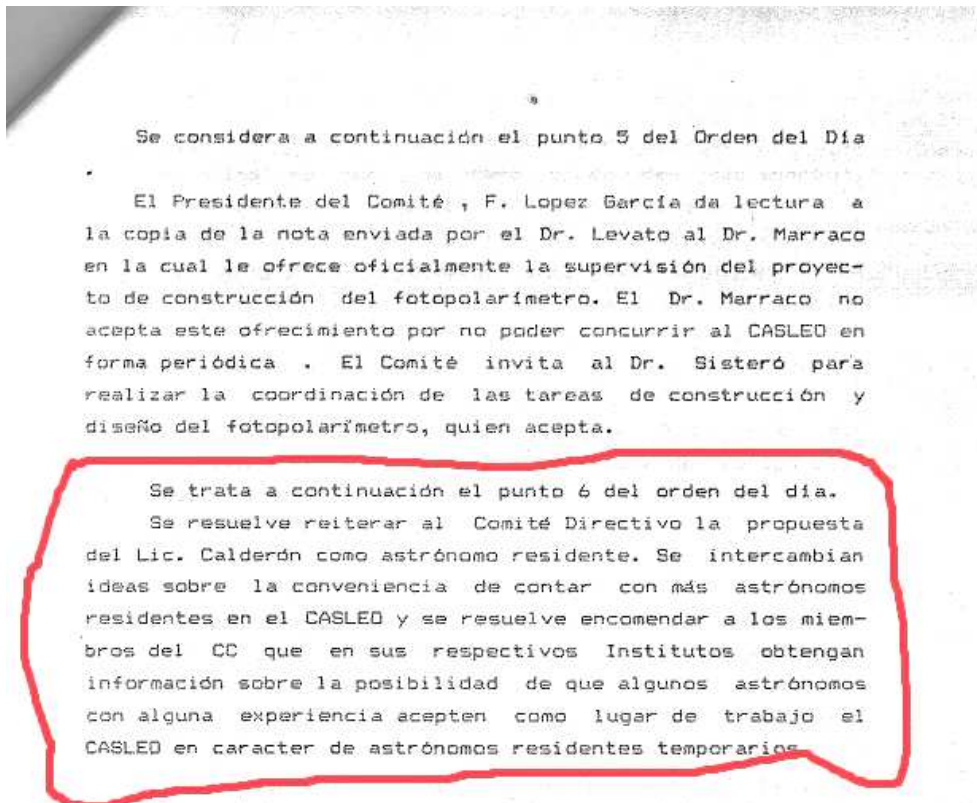 Se considera a continuación el punto 5 del Orden del Día
.
El Presidente del Comité , F. Lopez García da lectura a
la copia de la nota enviada por el Dr. Levato al Dr. Marraco
en la cual le ofrece oficialmente la supervisión del proyec-
to de construcción del fotopolarímetro. El Dr. Marraco no
acepta este ofrecimiento por no poder concurrir al CASLEO en
forma periódica . El Comité invita al Dr. Sisteró para
realizar la coordinación de las tareas de construcción y
diseño del fotopolarímetro, quien acepta.
Se trata a continuación el punto 6 del orden del día.
Se resuelve reiterar al Comité Directivo la propuesta
del Lic. Calderón como astrónomo residente. Se intercambian
ideas sobre la conveniencia de contar con más astrónomos
residentes en el CASLEO y se resuelve encomendar a los miem-
bros del CC que en sus respectivos Institutos obtengan
información sobre la posibilidad de que algunos astrónomos
con alguna experiencia acepten como lugar de trabajo el
CASLEO en caracter de astrónomos residentes temporarios.